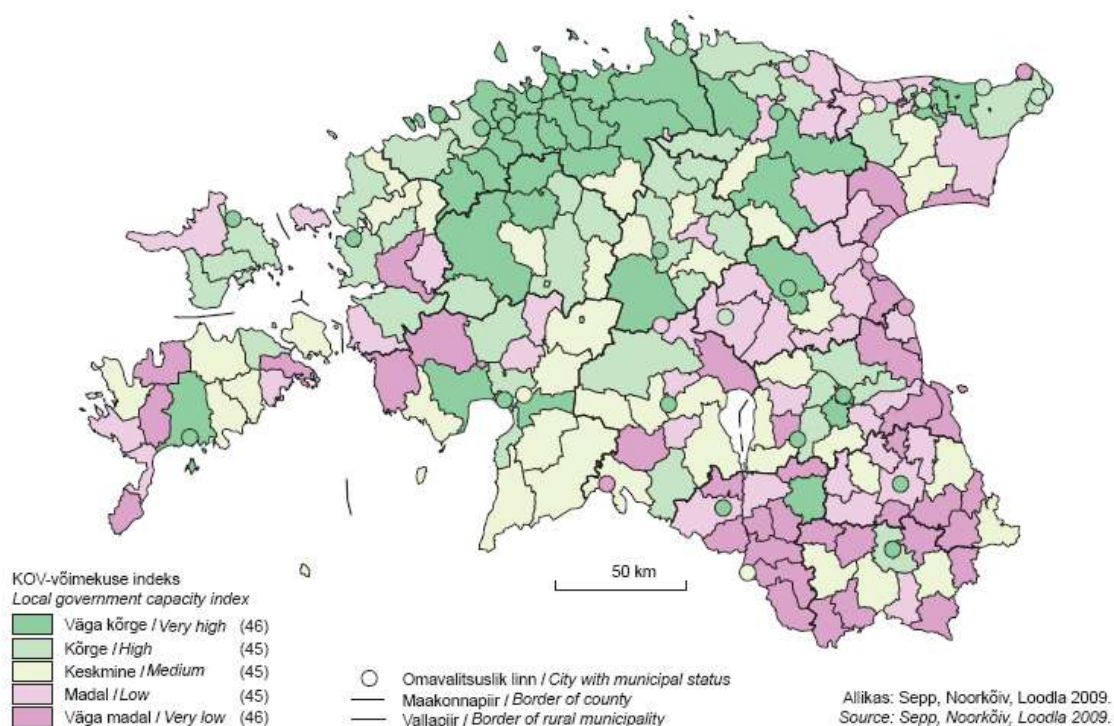 50 km
KOV-võimekuse indeks
Local government capacity index
Väga kõrge / Very high (46)
Kõrge / High (45)
Keskmine / Medium (45)
Madal / Low (45)
Väga madal / Very low (46)
Omavalitsuslik linn / City with municipal status
Maakonnapiir / Border of county
Vallapiir / Border of rural municipality
Allikas: Sepp, Noorkõiv, Loodla 2009.
Source: Sepp, Noorkõiv, Loodla 2009.